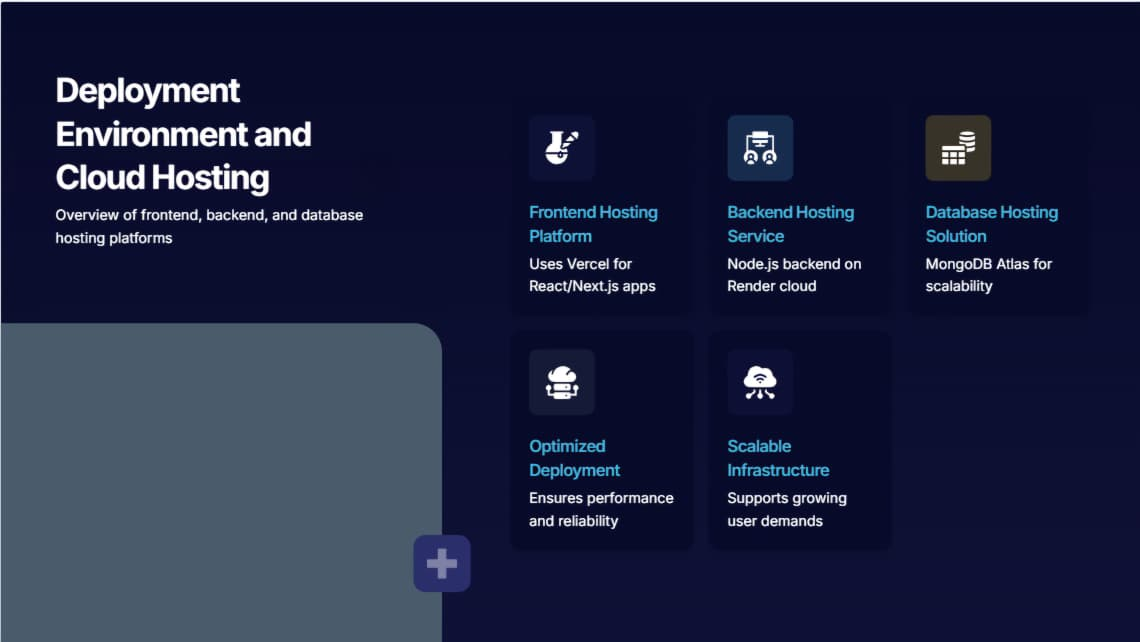 Deployment
Environment and
Cloud Hosting
Overview of frontend, backend, and database
hosting platforms
Frontend Hosting
Platform
Uses Vercel for
React/Next.js apps
Backend Hosting
Service
Node.js backend on
Render cloud
Database Hosting
Solution
MongoDB Atlas for
scalability
Optimized
Deployment
Ensures performance
and reliability
Scalable
Infrastructure
Supports growing
user demands